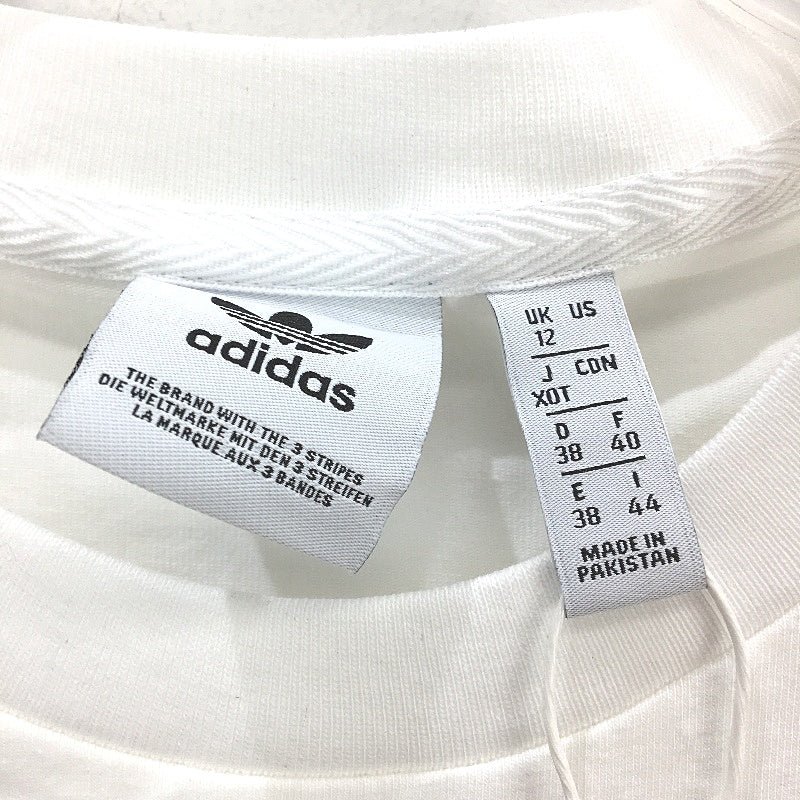 adidas
THE BRAND WITH THE 3 STRIPES
DIE WELTMARKE MIT DEN 3 STREIFEN
LA MARQUE AUX 3 BANDES
UK US
12
J CDN
XOT
D F
38 40
E I
38 44
MADE IN
PAKISTAN